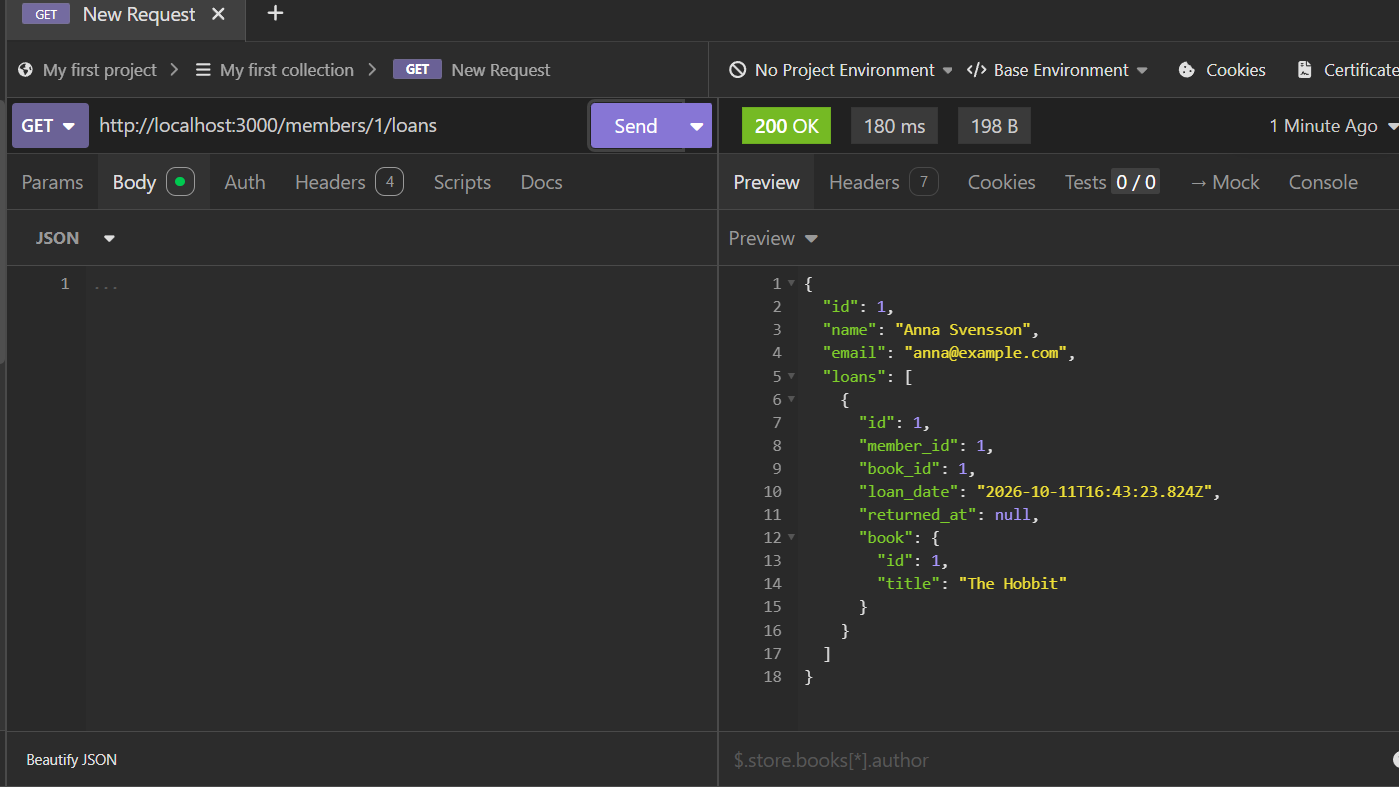 GET New Request
My first project My first collection GET New Request
No Project Environment </> Base Environment Cookies Certificate
GET http://localhost:3000/members/1/loans Send
200 OK 180 ms 198 B 1 Minute Ago
Params Body Auth Headers 4 Scripts Docs
Preview Headers 7 Cookies Tests 0 / 0 → Mock Console
JSON
Preview
1 ...
1 {
2 "id": 1,
3 "name": "Anna Svensson",
4 "email": "anna@example.com",
5 "loans": [
6 {
7 "id": 1,
8 "member_id": 1,
9 "book_id": 1,
10 "loan_date": "2026-10-11T16:43:23.824Z",
11 "returned_at": null,
12 "book": {
13 "id": 1,
14 "title": "The Hobbit"
15 }
16 }
17 ]
18 }
Beautify JSON
$.store.books[*].author